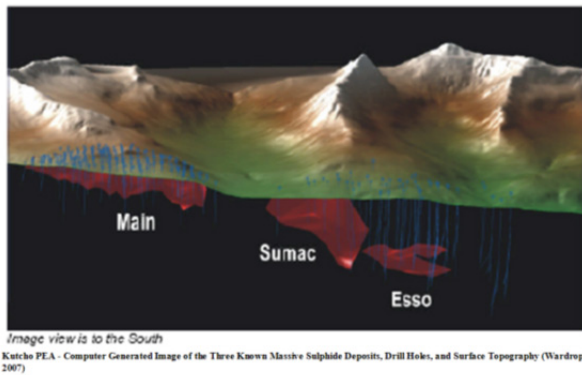 Main
Sumac
Esso
Image view is to the South
Kutcho PEA - Computer Generated Image of the Three Known Massive Sulphide Deposits, Drill Holes, and Surface Topography (Wardrop
2007)